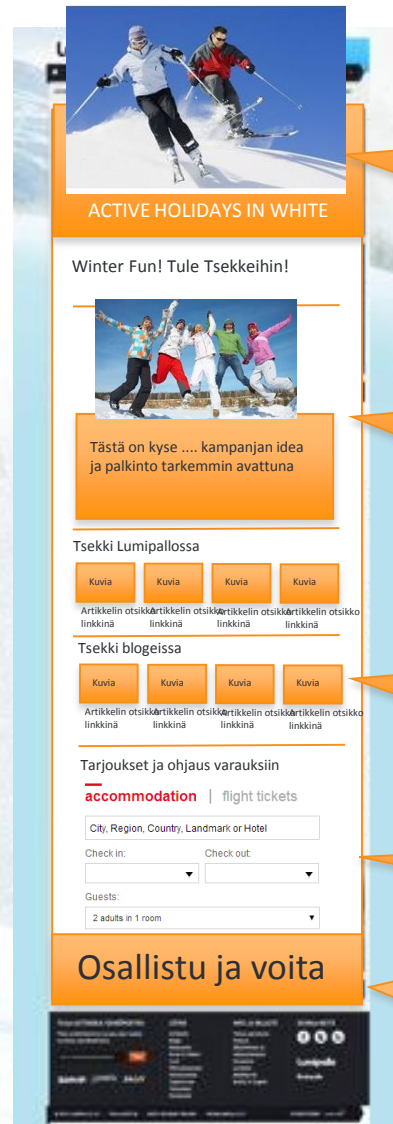 ACTIVE HOLIDAYS IN WHITE
Winter Fun! Tule Tsekkeihin!
Tästä on kyse .... kampanjan idea
ja palkinto tarkemmin avattuna
Tsekki Lumipallossa
Kuvia Kuvia Kuvia Kuvia
Artikkelin otsikko Artikkelin otsikko Artikkelin otsikko Artikkelin otsikko
linkkinä linkkinä linkkinä linkkinä
Tsekki blogeissa
Kuvia Kuvia Kuvia Kuvia
Artikkelin otsikko Artikkelin otsikko Artikkelin otsikko Artikkelin otsikko
linkkinä linkkinä linkkinä linkkinä
Tarjoukset ja ohjaus varauksiin
accommodation | flight tickets
City, Region, Country, Landmark or Hotel
Check in: Check out:
Guests:
2 adults in 1 room
Osallistu ja voita
Lumipallo